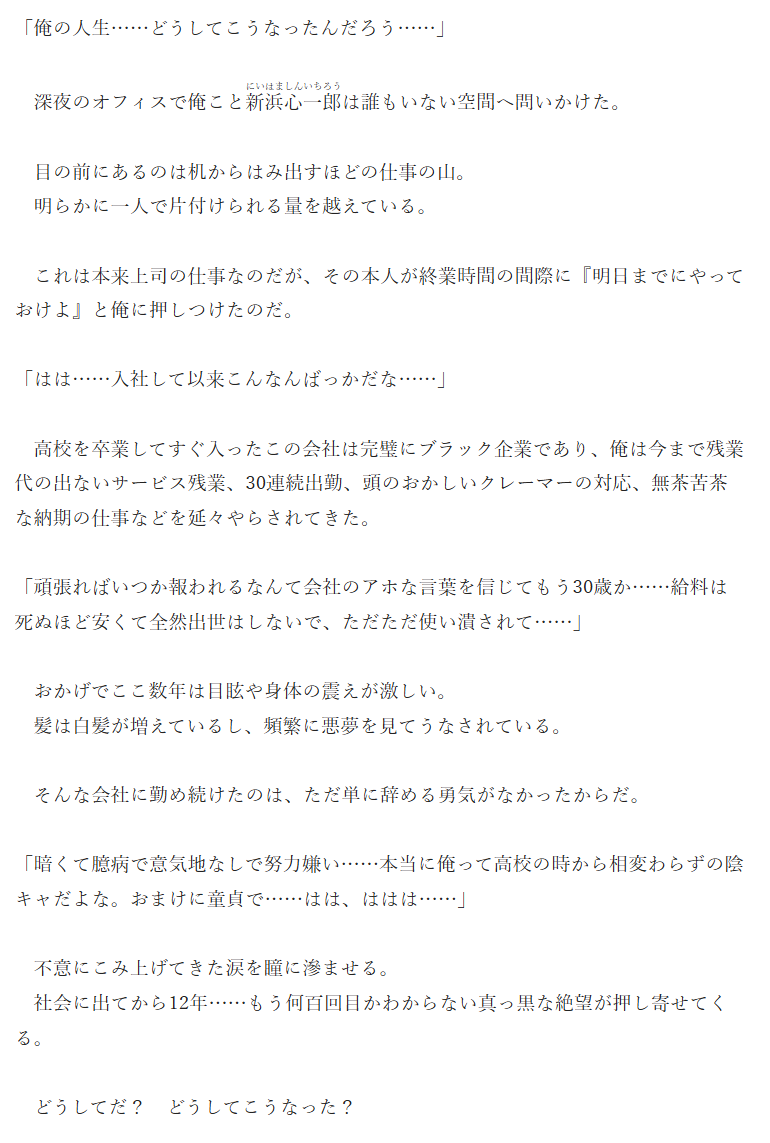 「俺の人生……どうしてこうなったんだろう……」
にいはましんいちろう
　深夜のオフィスで俺こと新浜心一郎は誰もいない空間へ問いかけた。
　目の前にあるのは机からはみ出すほどの仕事の山。
　明らかに一人で片付けられる量を越えている。
　これは本来上司の仕事なのだが、その本人が終業時間の間際に『明日までにやって
おけよ』と俺に押しつけたのだ。
「はは……入社して以来こんなんばっかだな……」
　高校を卒業してすぐ入ったこの会社は完璧にブラック企業であり、俺は今まで残業
代の出ないサービス残業、30連続出勤、頭のおかしいクレーマーの対応、無茶苦茶
な納期の仕事などを延々やらされてきた。
「頑張ればいつか報われるなんて会社のアホな言葉を信じてもう30歳か……給料は
死ぬほど安くて全然出世はしないで、ただただ使い潰されて……」
　おかげでここ数年は目眩や身体の震えが激しい。
　髪は白髪が増えているし、頻繁に悪夢を見てうなされている。
　そんな会社に勤め続けたのは、ただ単に辞める勇気がなかったからだ。
「暗くて臆病で意気地なしで努力嫌い……本当に俺って高校の時から相変わらずの陰
キャだよな。おまけに童貞で……はは、ははは……」
　不意にこみ上げてきた涙を瞳に滲ませる。
　社会に出てから12年……もう何百回目かわからない真っ黒な絶望が押し寄せてく
る。
　どうしてだ？　どうしてこうなった？